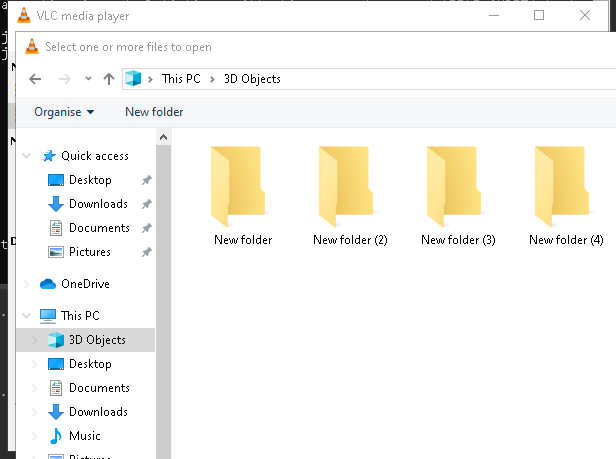 VLC media player
Select one or more files to open
This PC
3D Objects
Organise
New folder
Quick access
Desktop
Downloads
Documents
Pictures
OneDrive
This PC
3D Objects
Desktop
Documents
Downloads
Music
New folder
New folder (2)
New folder (3)
New folder (4)